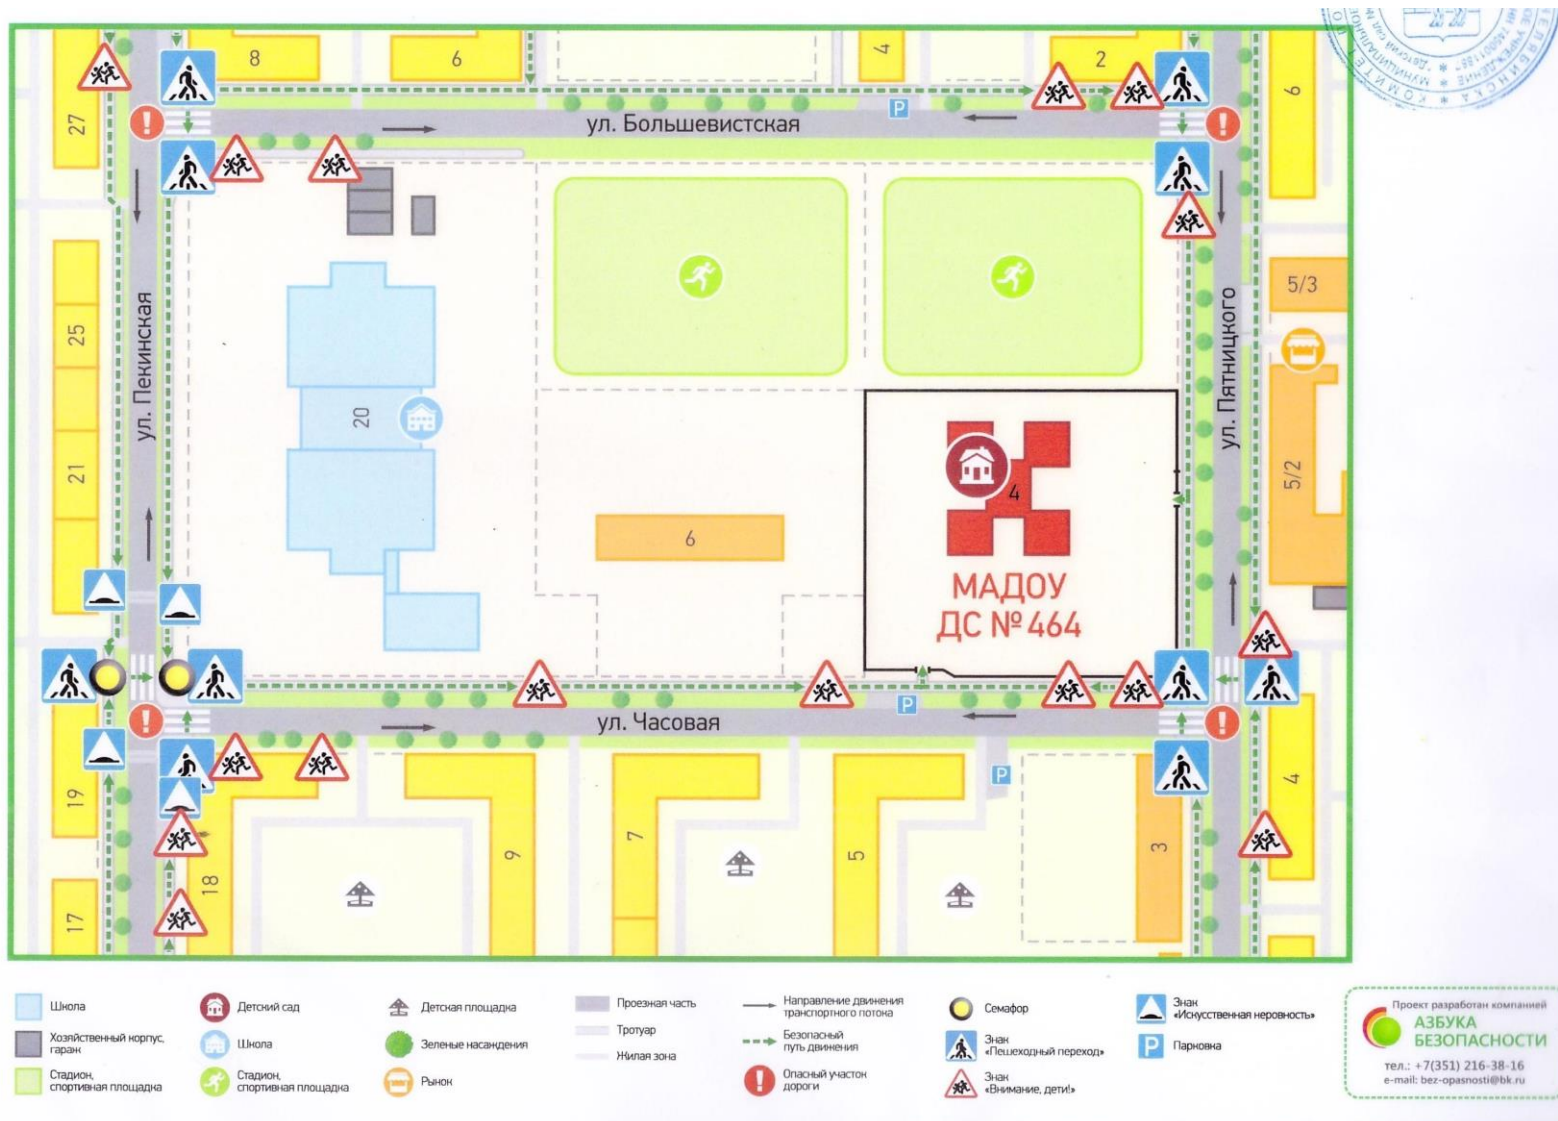 8
6
4
2
6
27
ул. Большевистская
P
ул. Пекинская
25
21
20
6
4
МАДОУ
ДС № 464
ул. Пятницкого
5/3
5/2
ул. Часовая
P
P
19
17
18
9
7
5
3
4
Школа
Хозяйственный корпус,
гараж
Стадион,
спортивная площадка
Детский сад
Школа
Стадион,
спортивная площадка
Детская площадка
Зеленые насаждения
Рынок
Проезжая часть
Тротуар
Жилая зона
Направление движения
транспортного потока
Безопасный
путь движения
Опасный участок
дороги
Семафор
Знак
«Пешеходный переход»
Знак
«Внимание, дети!»
Знак
«Искусственная неровность»
P
Парковка
Проект разработан компанией
АЗБУКА
БЕЗОПАСНОСТИ
тел.: +7(351) 216-38-16
e-mail: bez-opasnosti@bk.ru